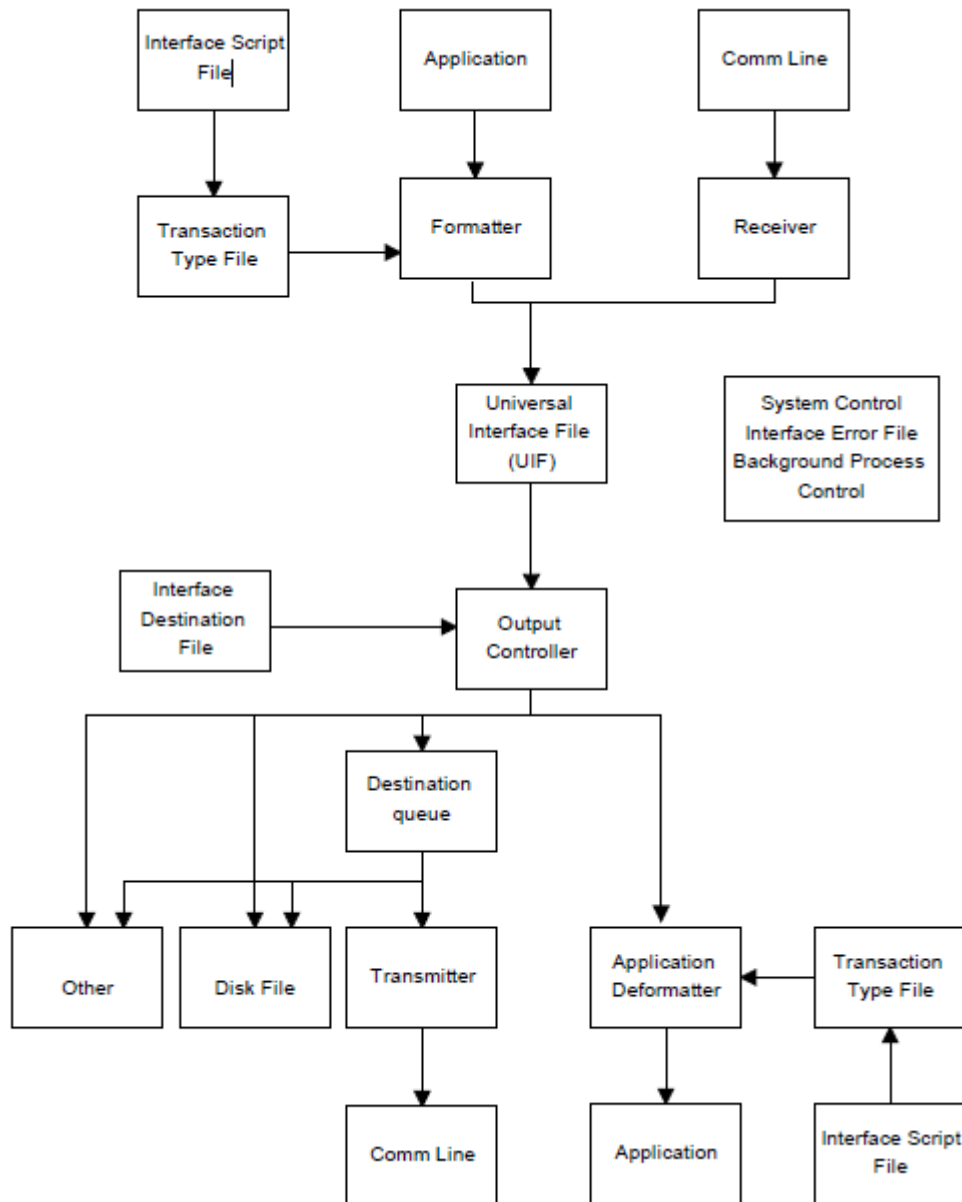 Interface Script
File
Application
Comm Line
Transaction
Type File
Formatter
Receiver
Universal
Interface File
(UIF)
System Control
Interface Error File
Background Process
Control
Interface
Destination
File
Output
Controller
Destination
queue
Other
Disk File
Transmitter
Application
Deformatter
Transaction
Type File
Comm Line
Application
Interface Script
File